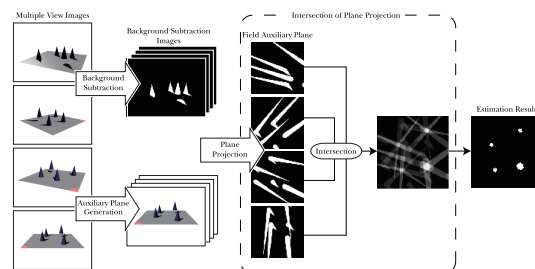 Multiple View Images
Background Subtraction
Images
Background
Subtraction
Auxiliary Plane
Generation
Plane
Projection
Intersection of Plane Projection
Field Auxiliary Plane
Intersection
Estimation Result